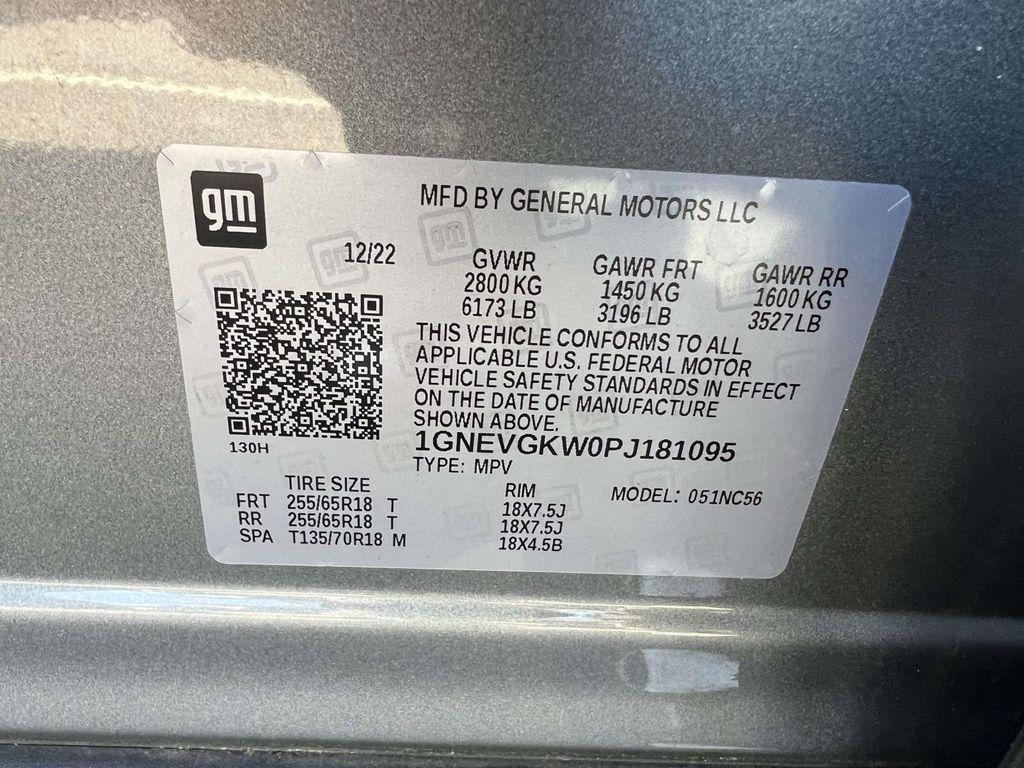 gm
MFD BY GENERAL MOTORS LLC
12/22
GVWR GAWR FRT GAWR RR
2800 KG 1450 KG 1600 KG
6173 LB 3196 LB 3527 LB
THIS VEHICLE CONFORMS TO ALL
APPLICABLE U.S. FEDERAL MOTOR
VEHICLE SAFETY STANDARDS IN EFFECT
ON THE DATE OF MANUFACTURE
SHOWN ABOVE.
130H
1GNEVGKW0PJ181095
TYPE: MPV
TIRE SIZE RIM MODEL: 051NC56
FRT 255/65R18 T 18X7.5J
RR 255/65R18 T 18X7.5J
SPA T135/70R18 M 18X4.5B